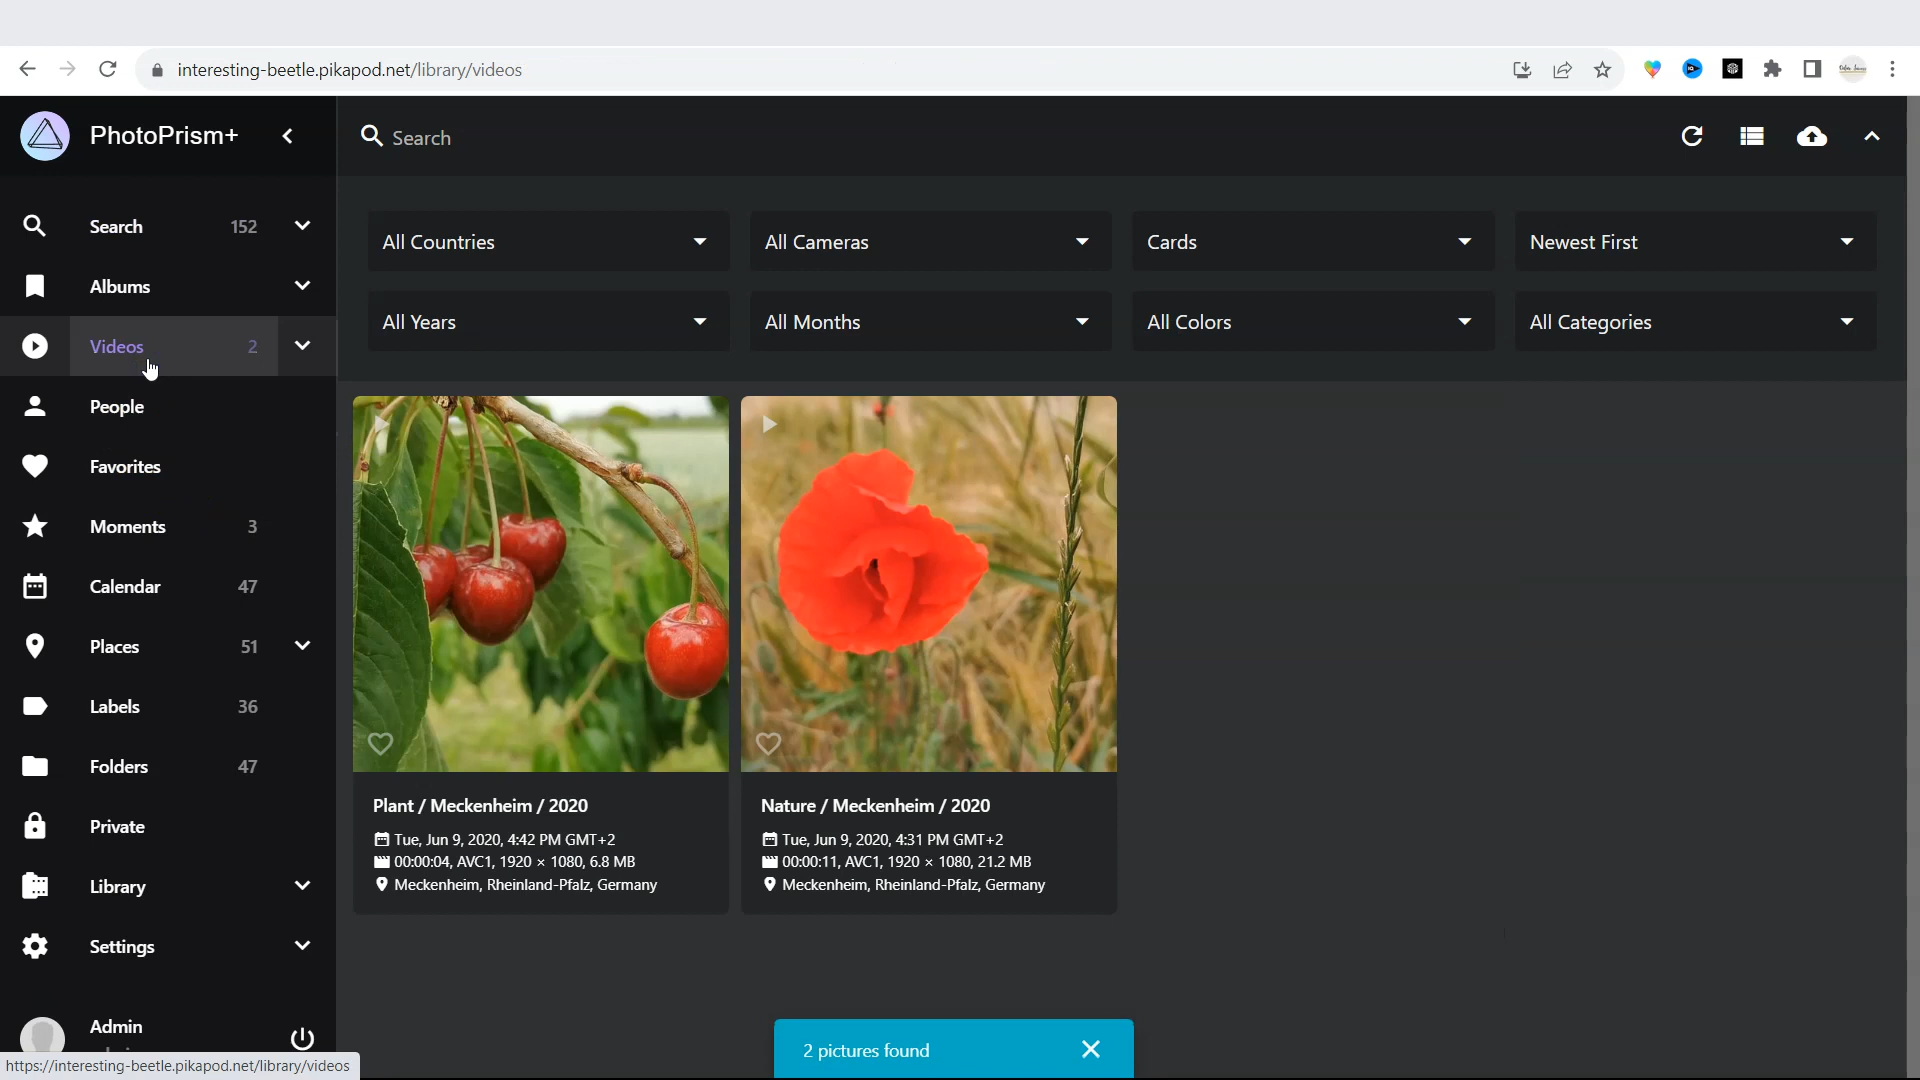 interesting-beetle.pikapod.net/library/videos
PhotoPrism+
Search
Search 152
Albums
Videos 2
People
Favorites
Moments 3
Calendar 47
Places 51
Labels 36
Folders 47
Private
Library
Settings
Admin
https://interesting-beetle.pikapod.net/library/videos
All Countries
All Cameras
Cards
Newest First
All Years
All Months
All Colors
All Categories
Plant / Meckenheim / 2020
Tue, Jun 9, 2020, 4:42 PM GMT+2
00:00:04, AVC1, 1920 × 1080, 6.8 MB
Meckenheim, Rheinland-Pfalz, Germany
Nature / Meckenheim / 2020
Tue, Jun 9, 2020, 4:31 PM GMT+2
00:00:11, AVC1, 1920 × 1080, 21.2 MB
Meckenheim, Rheinland-Pfalz, Germany
2 pictures found